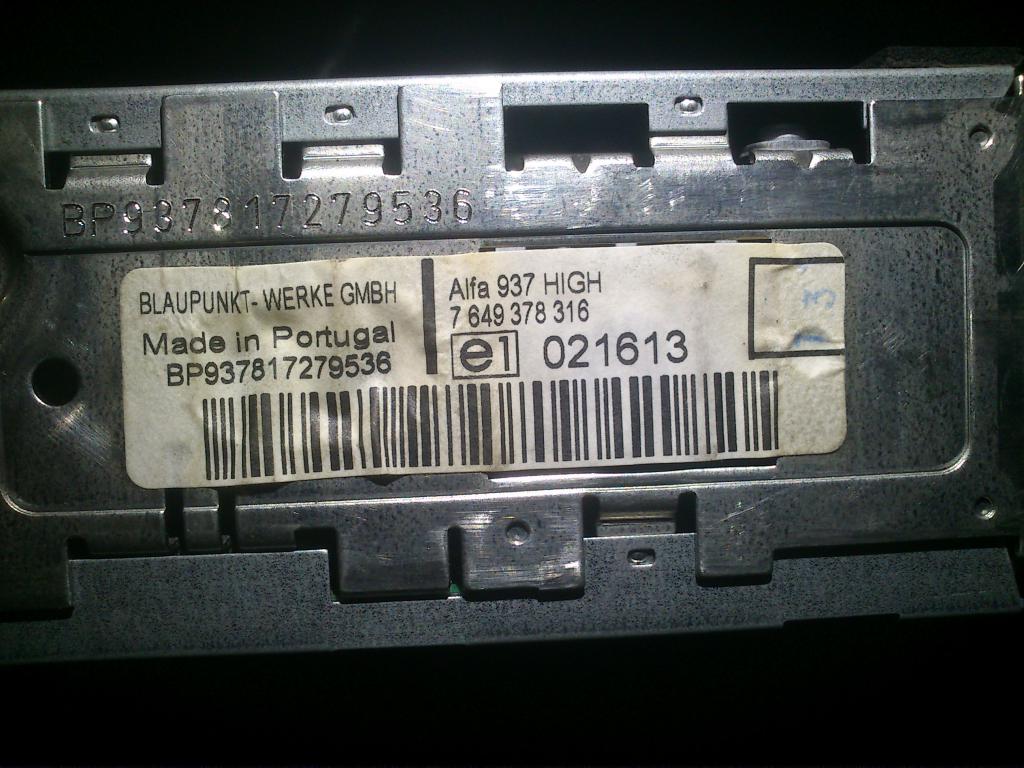 BP937817279536
BLAUPUNKT-WERKE GMBH
Made in Portugal
BP937817279536
Alfa 937 HIGH
7 649 378 316
e1 021613